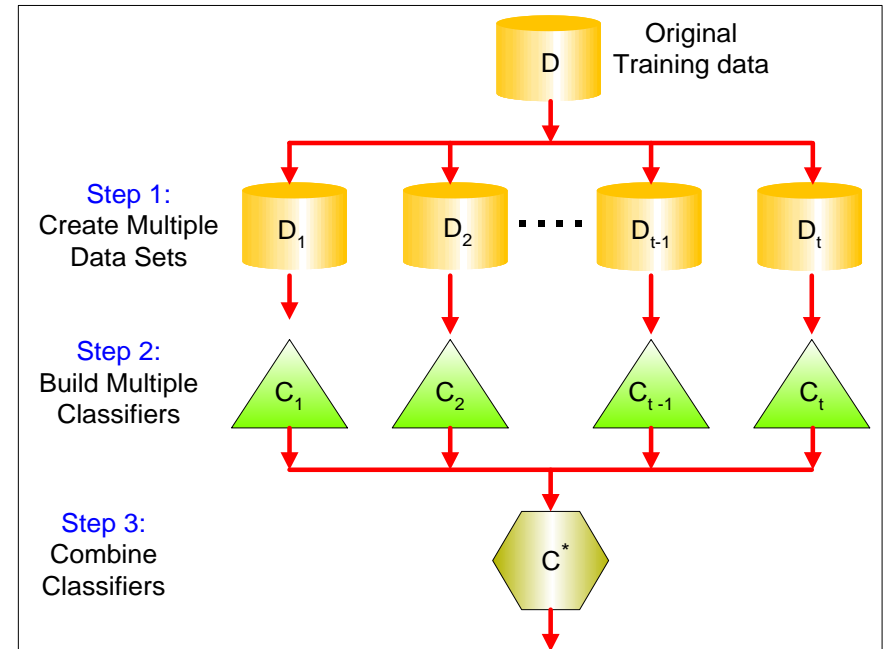 D
Original
Training data
Step 1:
Create Multiple
Data Sets
D₁
D₂
....
Dₜ₋₁
Dₜ
Step 2:
Build Multiple
Classifiers
C₁
C₂
Cₜ ₋₁
Cₜ
Step 3:
Combine
Classifiers
C*